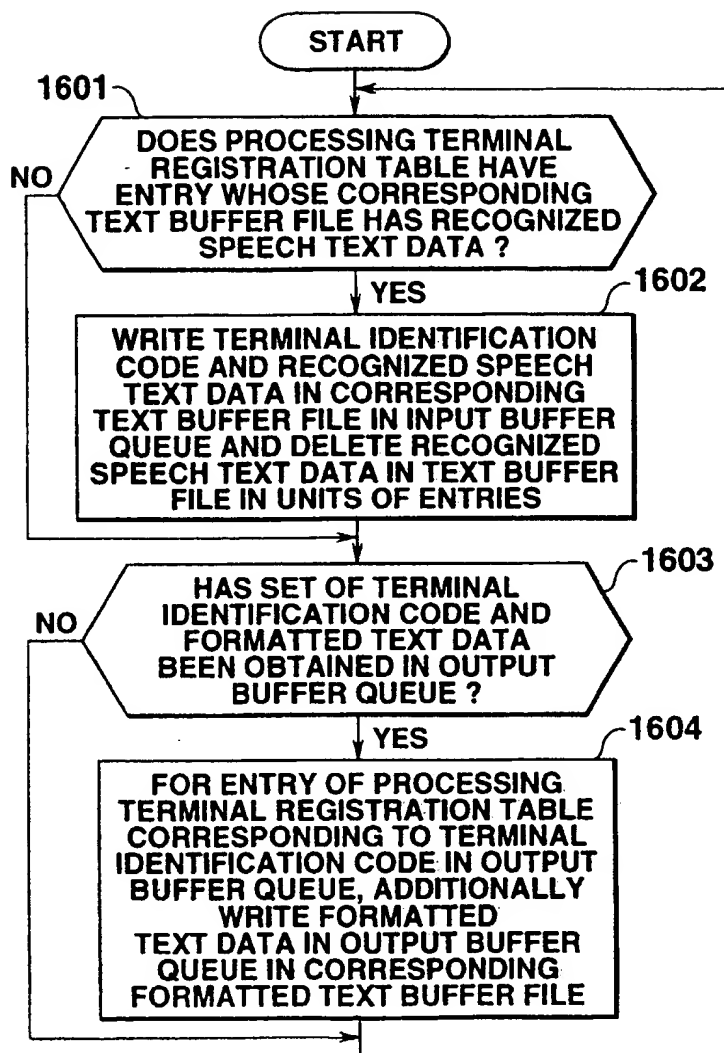 START
1601
DOES PROCESSING TERMINAL
REGISTRATION TABLE HAVE
ENTRY WHOSE CORRESPONDING
TEXT BUFFER FILE HAS RECOGNIZED
SPEECH TEXT DATA ?
NO
YES
1602
WRITE TERMINAL IDENTIFICATION
CODE AND RECOGNIZED SPEECH
TEXT DATA IN CORRESPONDING
TEXT BUFFER FILE IN INPUT BUFFER
QUEUE AND DELETE RECOGNIZED
SPEECH TEXT DATA IN TEXT BUFFER
FILE IN UNITS OF ENTRIES
1603
HAS SET OF TERMINAL
IDENTIFICATION CODE AND
FORMATTED TEXT DATA
BEEN OBTAINED IN OUTPUT
BUFFER QUEUE ?
NO
YES
1604
FOR ENTRY OF PROCESSING
TERMINAL REGISTRATION TABLE
CORRESPONDING TO TERMINAL
IDENTIFICATION CODE IN OUTPUT
BUFFER QUEUE, ADDITIONALLY
WRITE FORMATTED
TEXT DATA IN OUTPUT BUFFER
QUEUE IN CORRESPONDING
FORMATTED TEXT BUFFER FILE